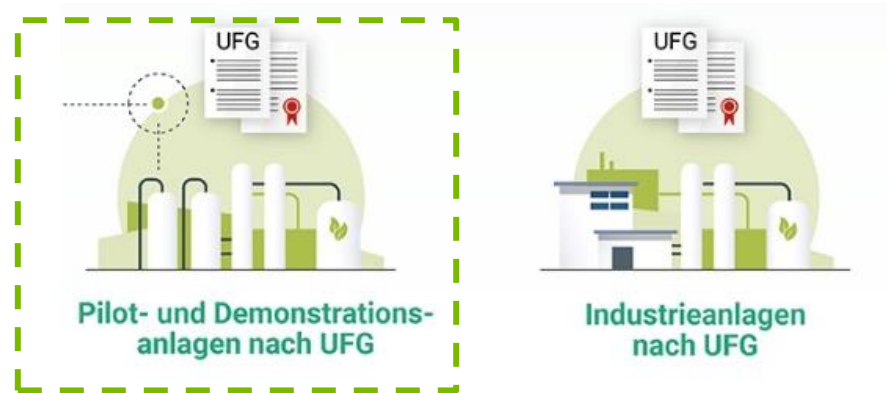 UFG
Pilot- und Demonstrations-
anlagen nach UFG
UFG
Industrieanlagen
nach UFG